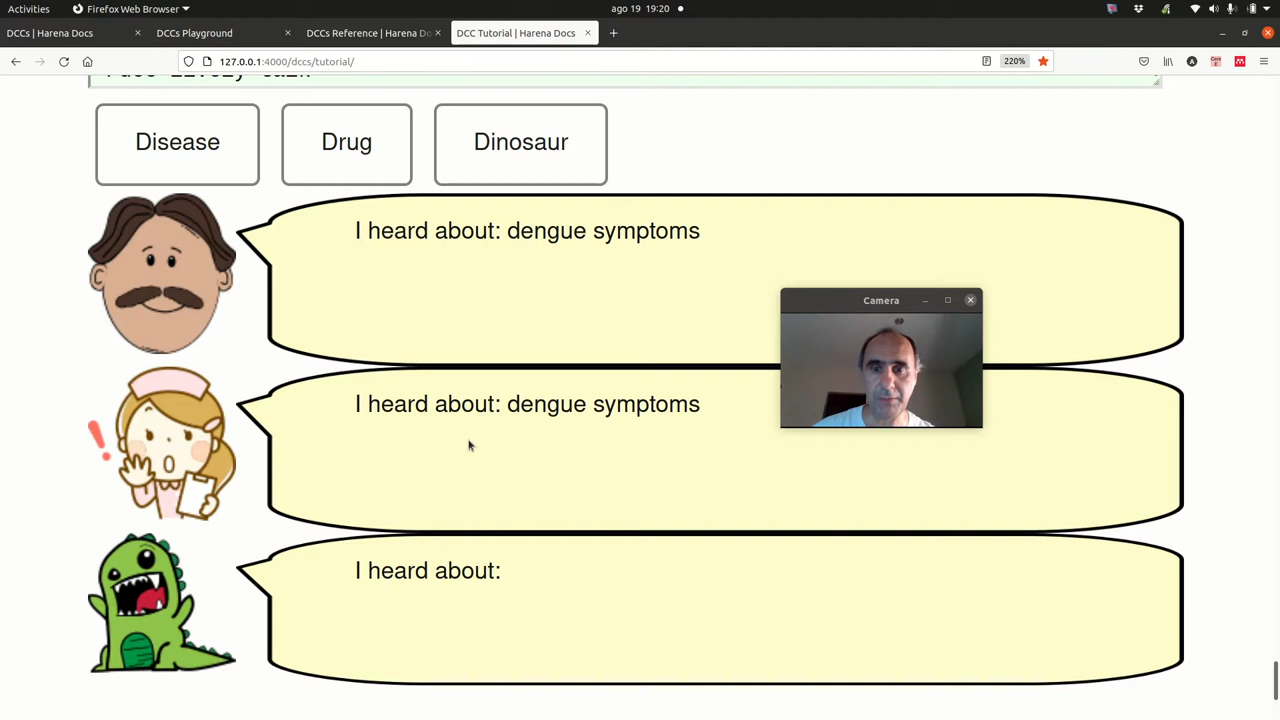 Activities
Firefox Web Browser
ago 19 19:20
DCCs | Harena Docs
DCCs Playground
DCCs Reference | Harena Do
DCC Tutorial | Harena Docs
127.0.0.1:4000/dccs/tutorial/
220%
Disease
Drug
Dinosaur
I heard about: dengue symptoms
Camera
I heard about: dengue symptoms
I heard about: